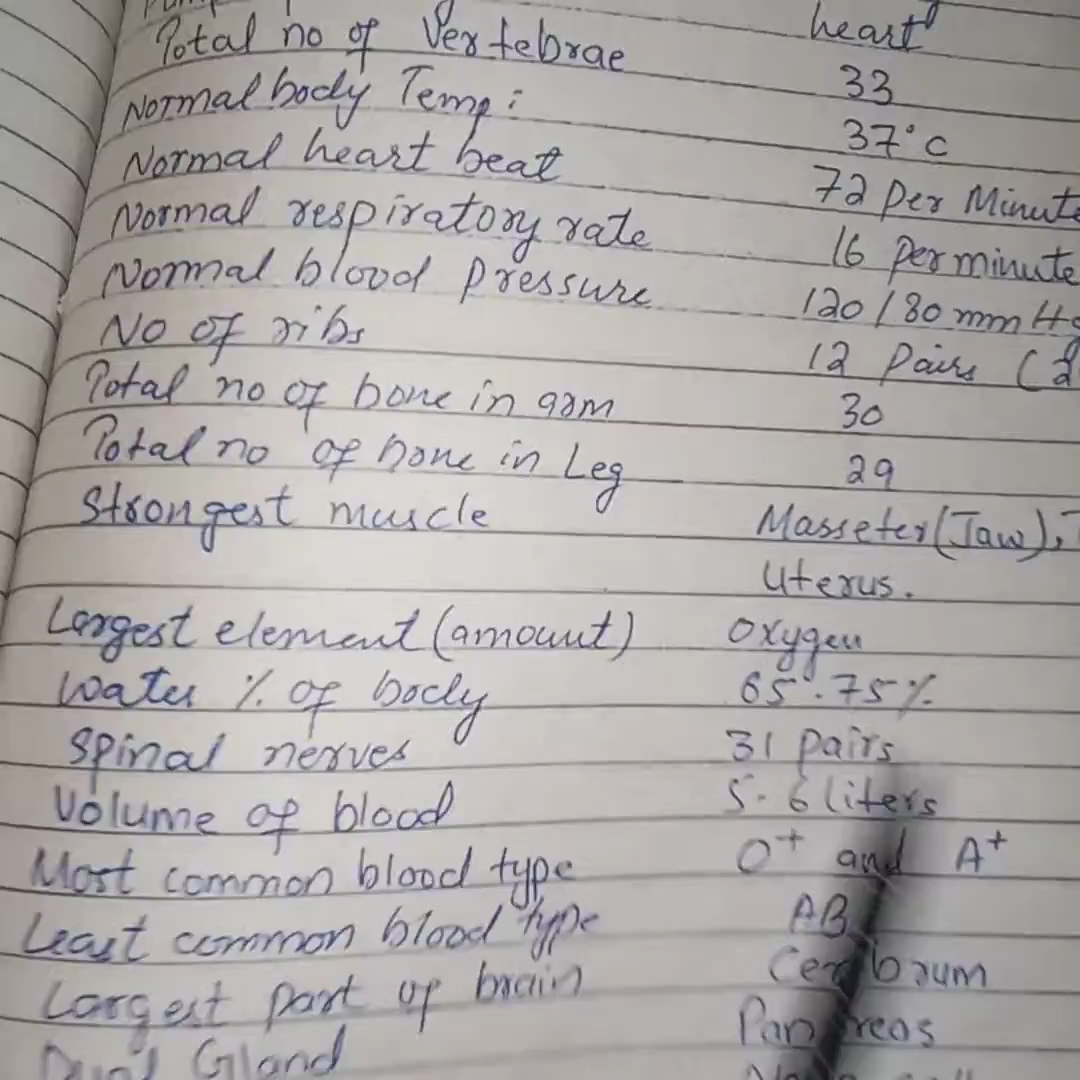 heart
Total no of Vertebrae 33
Normal body Temp: 37°c
Normal heart beat 72 Per Minute
Normal respiratory rate 16 Per minute
Normal blood Pressure 120/80 mm Hg
No of ribs 12 Pairs (2
Total no of bone in arm 30
Total no of bone in Leg 29
Strongest muscle Masseter (Jaw),
Uterus.
Largest element (amount) Oxygen
Water % of body 65-75%
Spinal nerves 31 Pairs
Volume of blood 5-6 liters
Most common blood type O+ and A+
Least common blood type AB
Largest part of brain Cerebrum
Dual Gland Pancreas